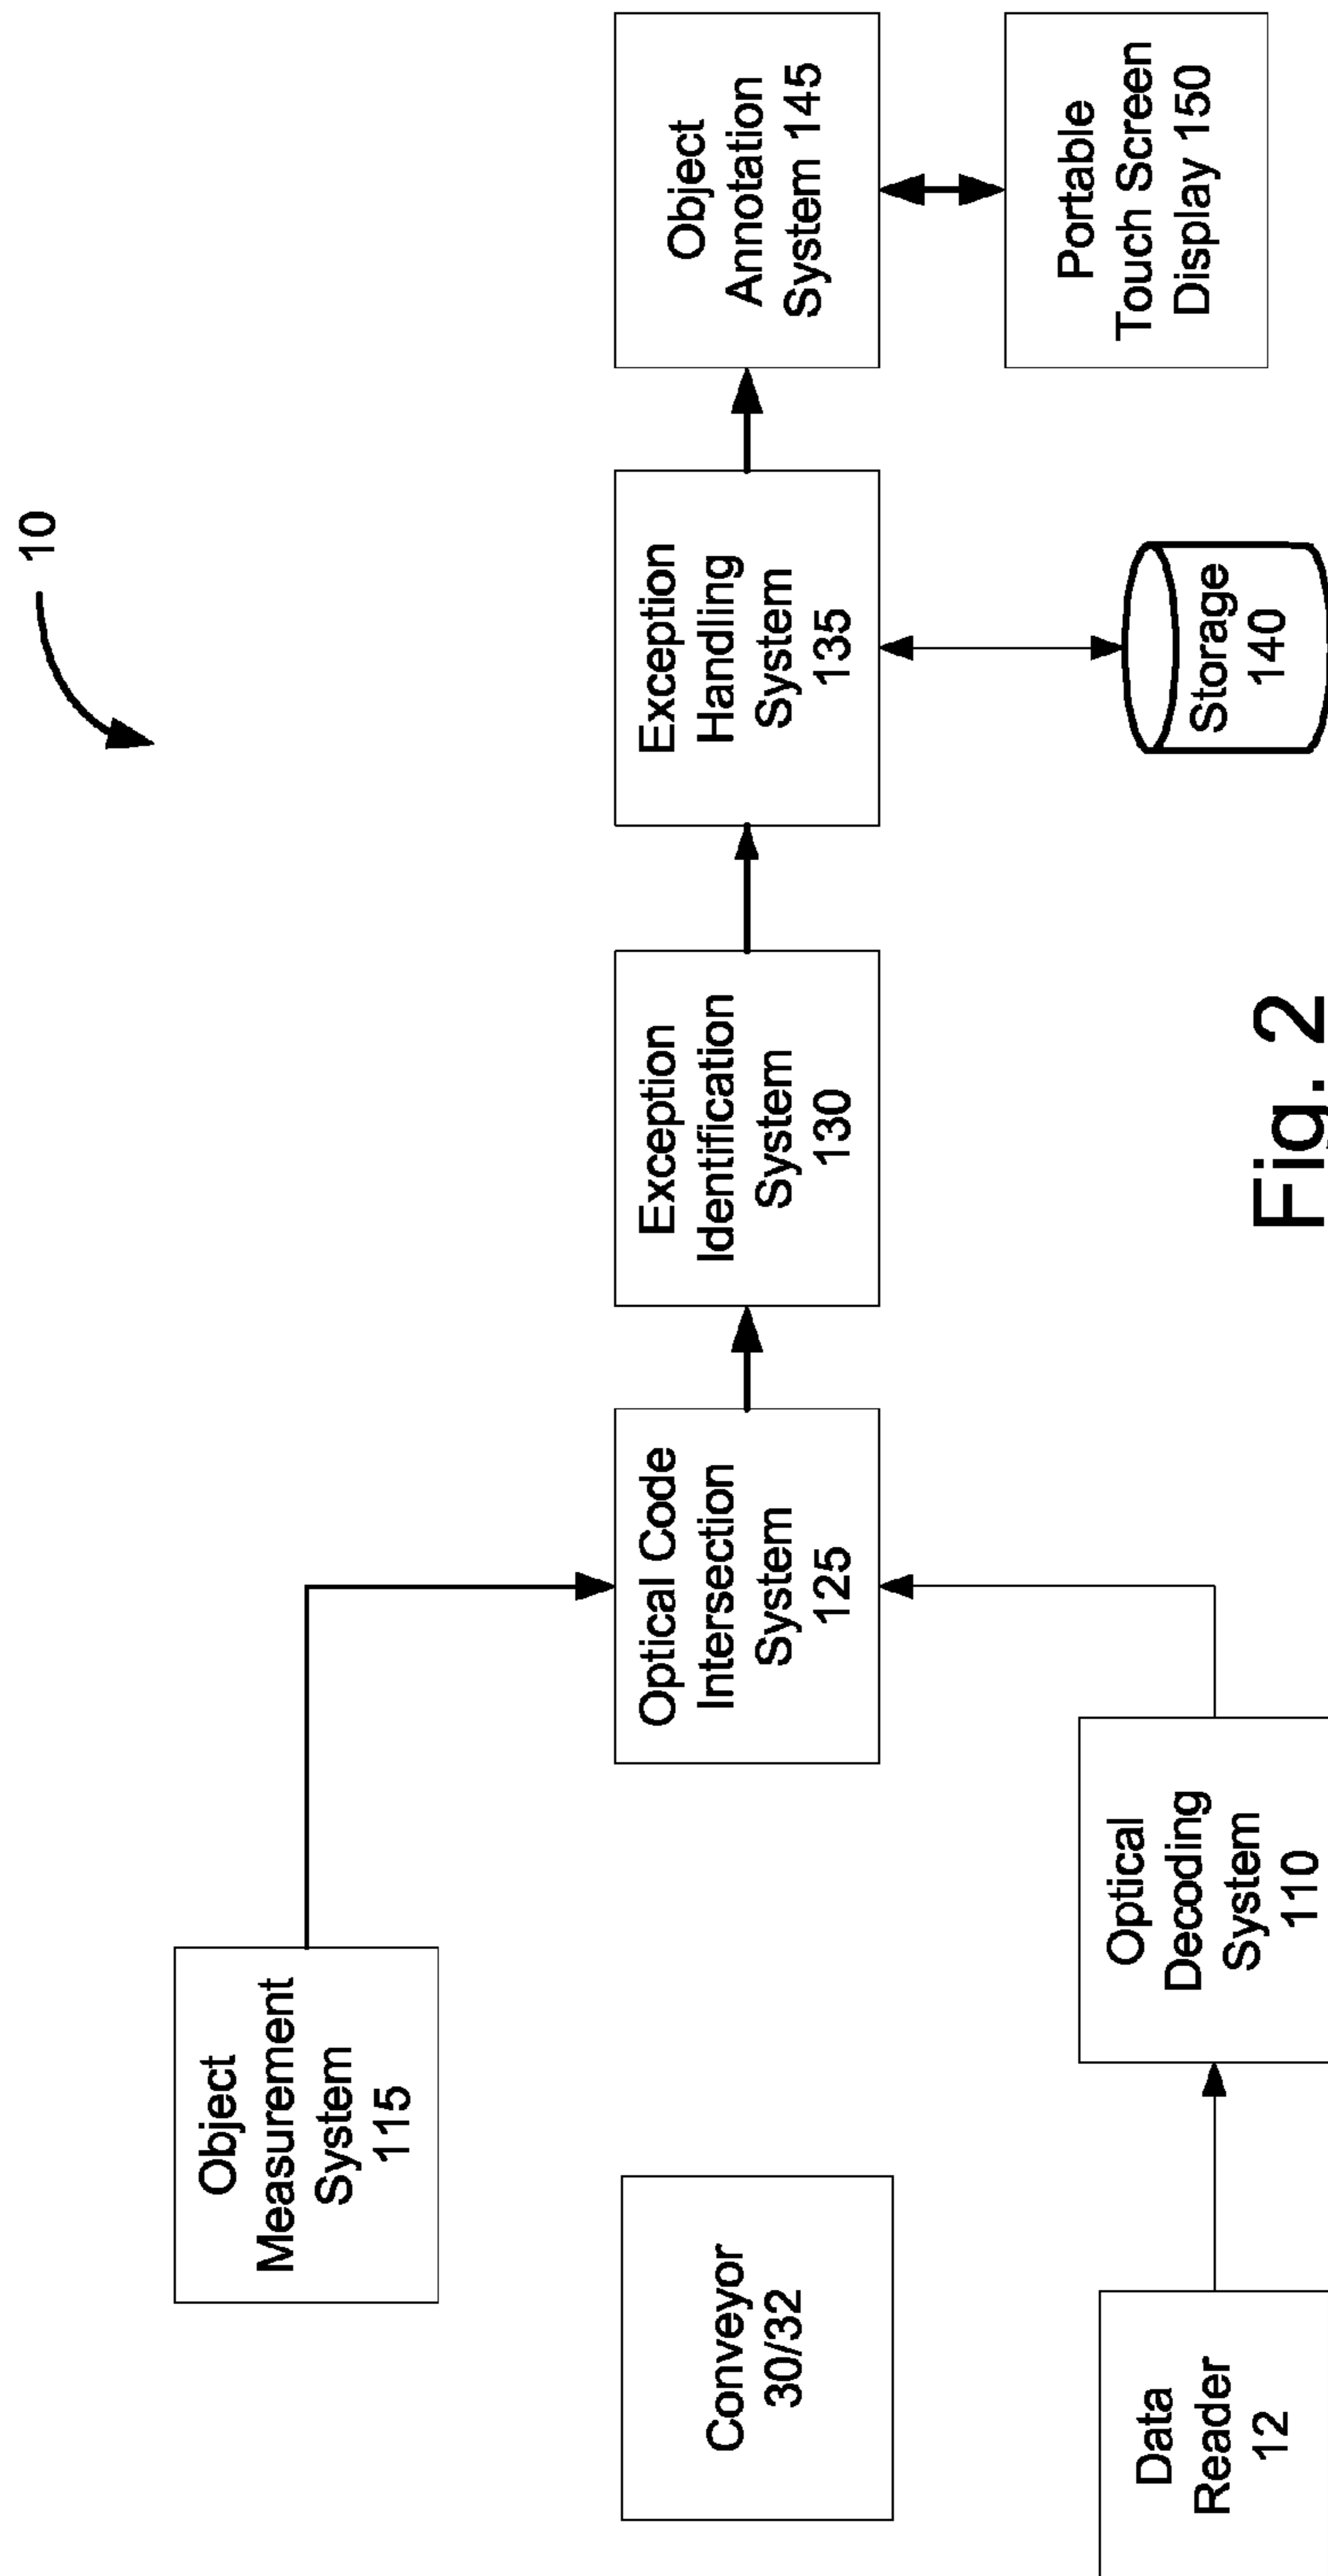 10
Object
Measurement
System
115
Conveyor
30/32
Data
Reader
12
Optical
Decoding
System
110
Optical Code
Intersection
System
125
Exception
Identification
System
130
Exception
Handling
System
135
Storage
140
Object
Annotation
System 145
Portable
Touch Screen
Display 150
Fig. 2